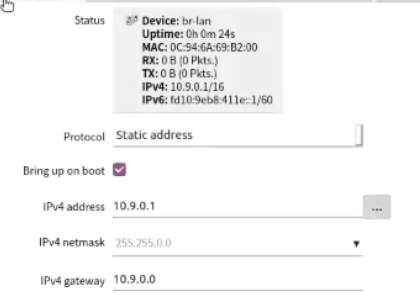 Status
Device: br-lan
Uptime: 0h 0m 24s
MAC: 0C:94:6A:69:B2:00
RX: 0 B (0 Pkts.)
TX: 0 B (0 Pkts.)
IPv4: 10.9.0.1/16
IPv6: fd10:9eb8:411e::1/60
Protocol Static address
Bring up on boot
IPv4 address 10.9.0.1 ...
IPv4 netmask 255.255.0.0
IPv4 gateway 10.9.0.0